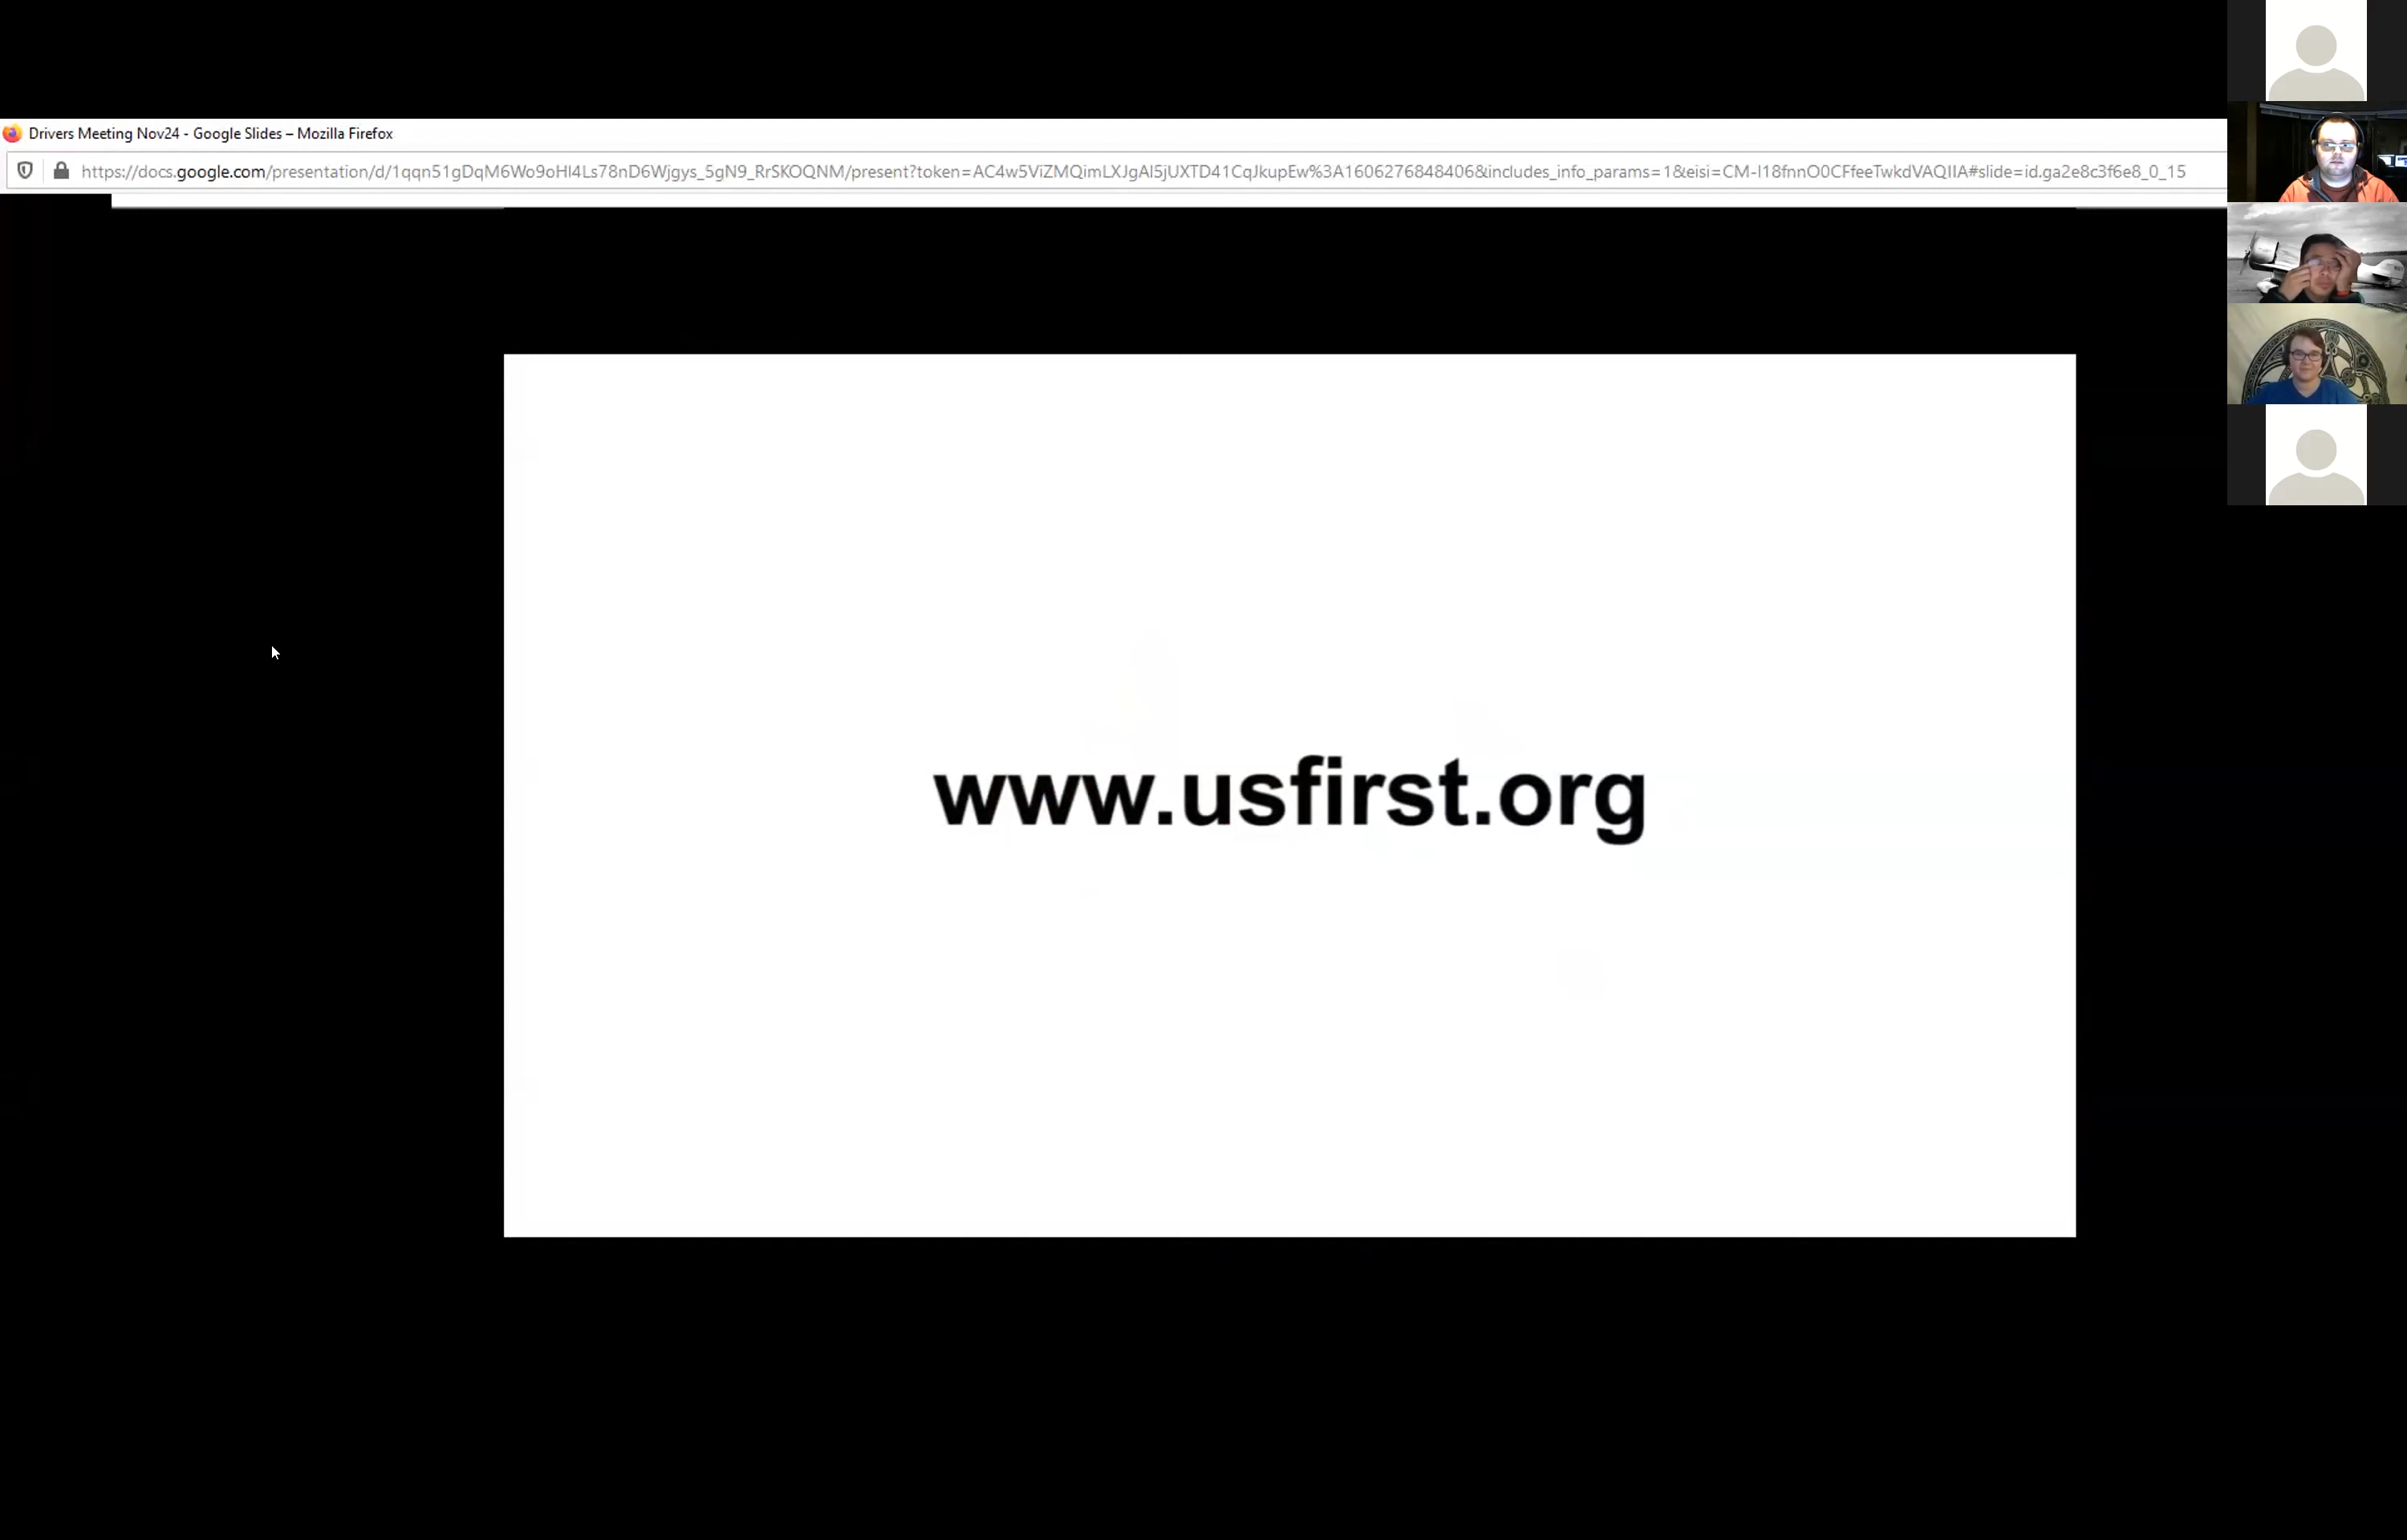 Drivers Meeting Nov24 - Google Slides – Mozilla Firefox
https://docs.google.com/presentation/d/1qqn51gDqM6Wo9oHl4Ls78nD6Wjgys_5gN9_RrSKOQNM/present?token=AC4w5ViZMQimLXJgAl5jUXTD41CqJkupEw%3A1606276848406&includes_info_params=1&eisi=CM-I18fnnO0CFfeeTwkdVAQIIA#slide=id.ga2e8c3f6e8_0_15
www.usfirst.org